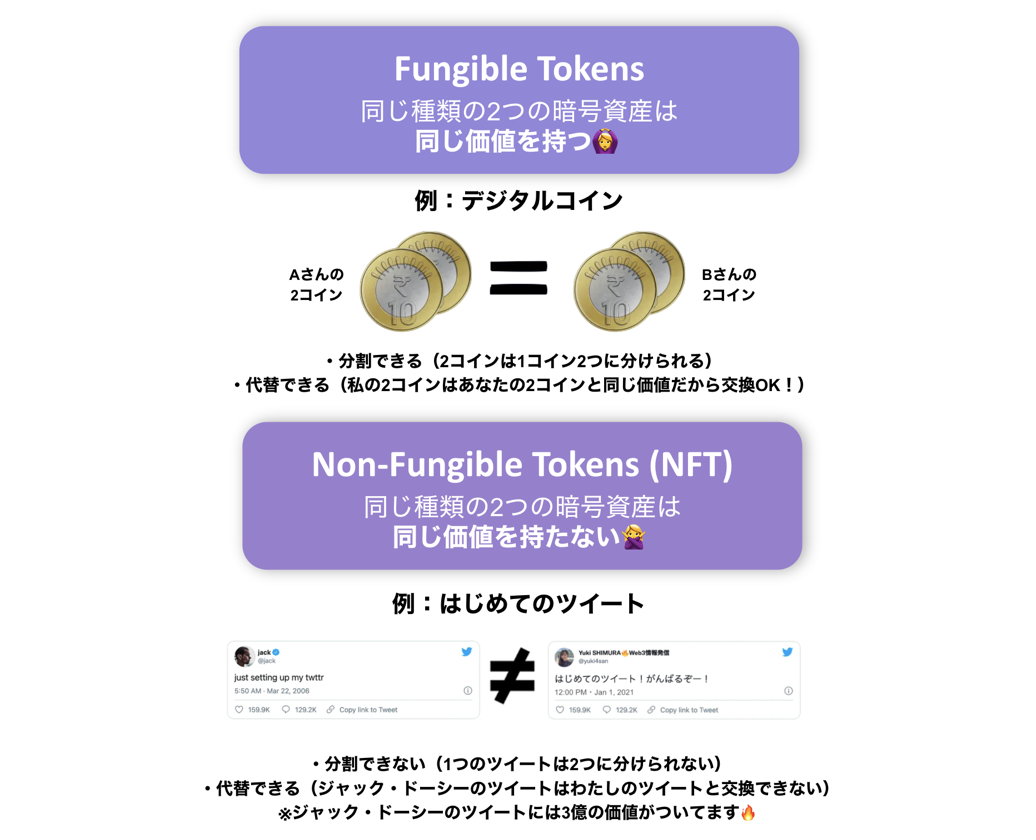 Fungible Tokens
同じ種類の2つの暗号資産は
同じ価値を持つ🙆‍♀️
例：デジタルコイン
Aさんの
2コイン
₹
10
=
₹
10
Bさんの
2コイン
・分割できる（2コインは1コイン2つに分けられる）
・代替できる（私の2コインはあなたの2コインと同じ価値だから交換OK！）
Non-Fungible Tokens (NFT)
同じ種類の2つの暗号資産は
同じ価値を持たない🙅‍♀️
例：はじめてのツイート
jack
@jack
just setting up my twttr
5:50 AM · Mar 22, 2006
159.9K 129.2K Copy link to Tweet
≠
Yuki SHIMURA🔥Web3情報発信
@yuki4san
はじめてのツイート！がんばるぞー！
12:00 PM · Jan 1, 2021
159.9K 129.2K Copy link to Tweet
・分割できない（1つのツイートは2つに分けられない）
・代替できる（ジャック・ドーシーのツイートはわたしのツイートと交換できない）
※ジャック・ドーシーのツイートには3億の価値がついてます🔥